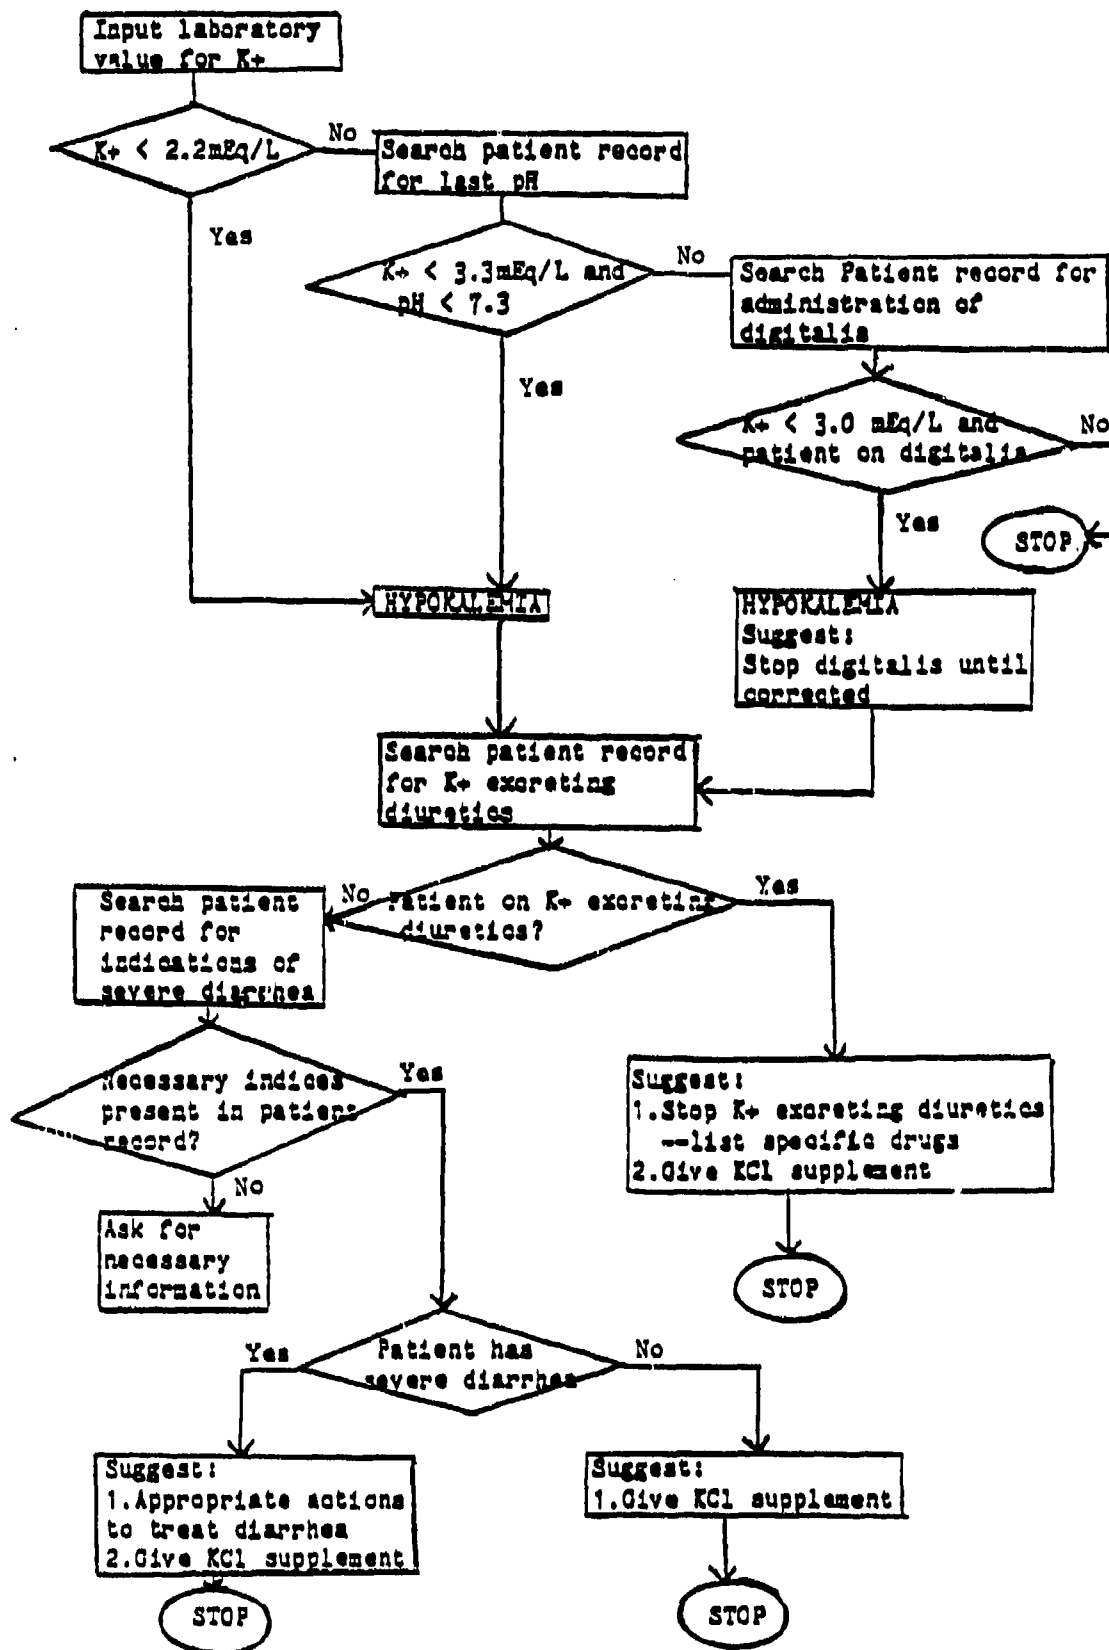 Input laboratory
value for K+
K+ < 2.2mEq/L
No
Search patient record
for last pH
Yes
K+ < 3.3mEq/L and
pH < 7.3
No
Search Patient record for
administration of
digitalis
Yes
K+ < 3.0 mEq/L and
patient on digitalis
No
Yes
STOP
HYPOKALEMIA
HYPOKALEMIA
Suggest:
Stop digitalis until
corrected
Search patient record
for K+ excreting
diuretics
Patient on K+ excreting
diuretics?
No
Yes
Search patient
record for
indications of
severe diarrhea
Necessary indices
present in patient
record?
Yes
No
Ask for
necessary
information
Suggest:
1.Stop K+ excreting diuretics
--list specific drugs
2.Give KCl supplement
STOP
Patient has
severe diarrhea
Yes
No
Suggest:
1.Appropriate actions
to treat diarrhea
2.Give KCl supplement
STOP
Suggest:
1.Give KCl supplement
STOP